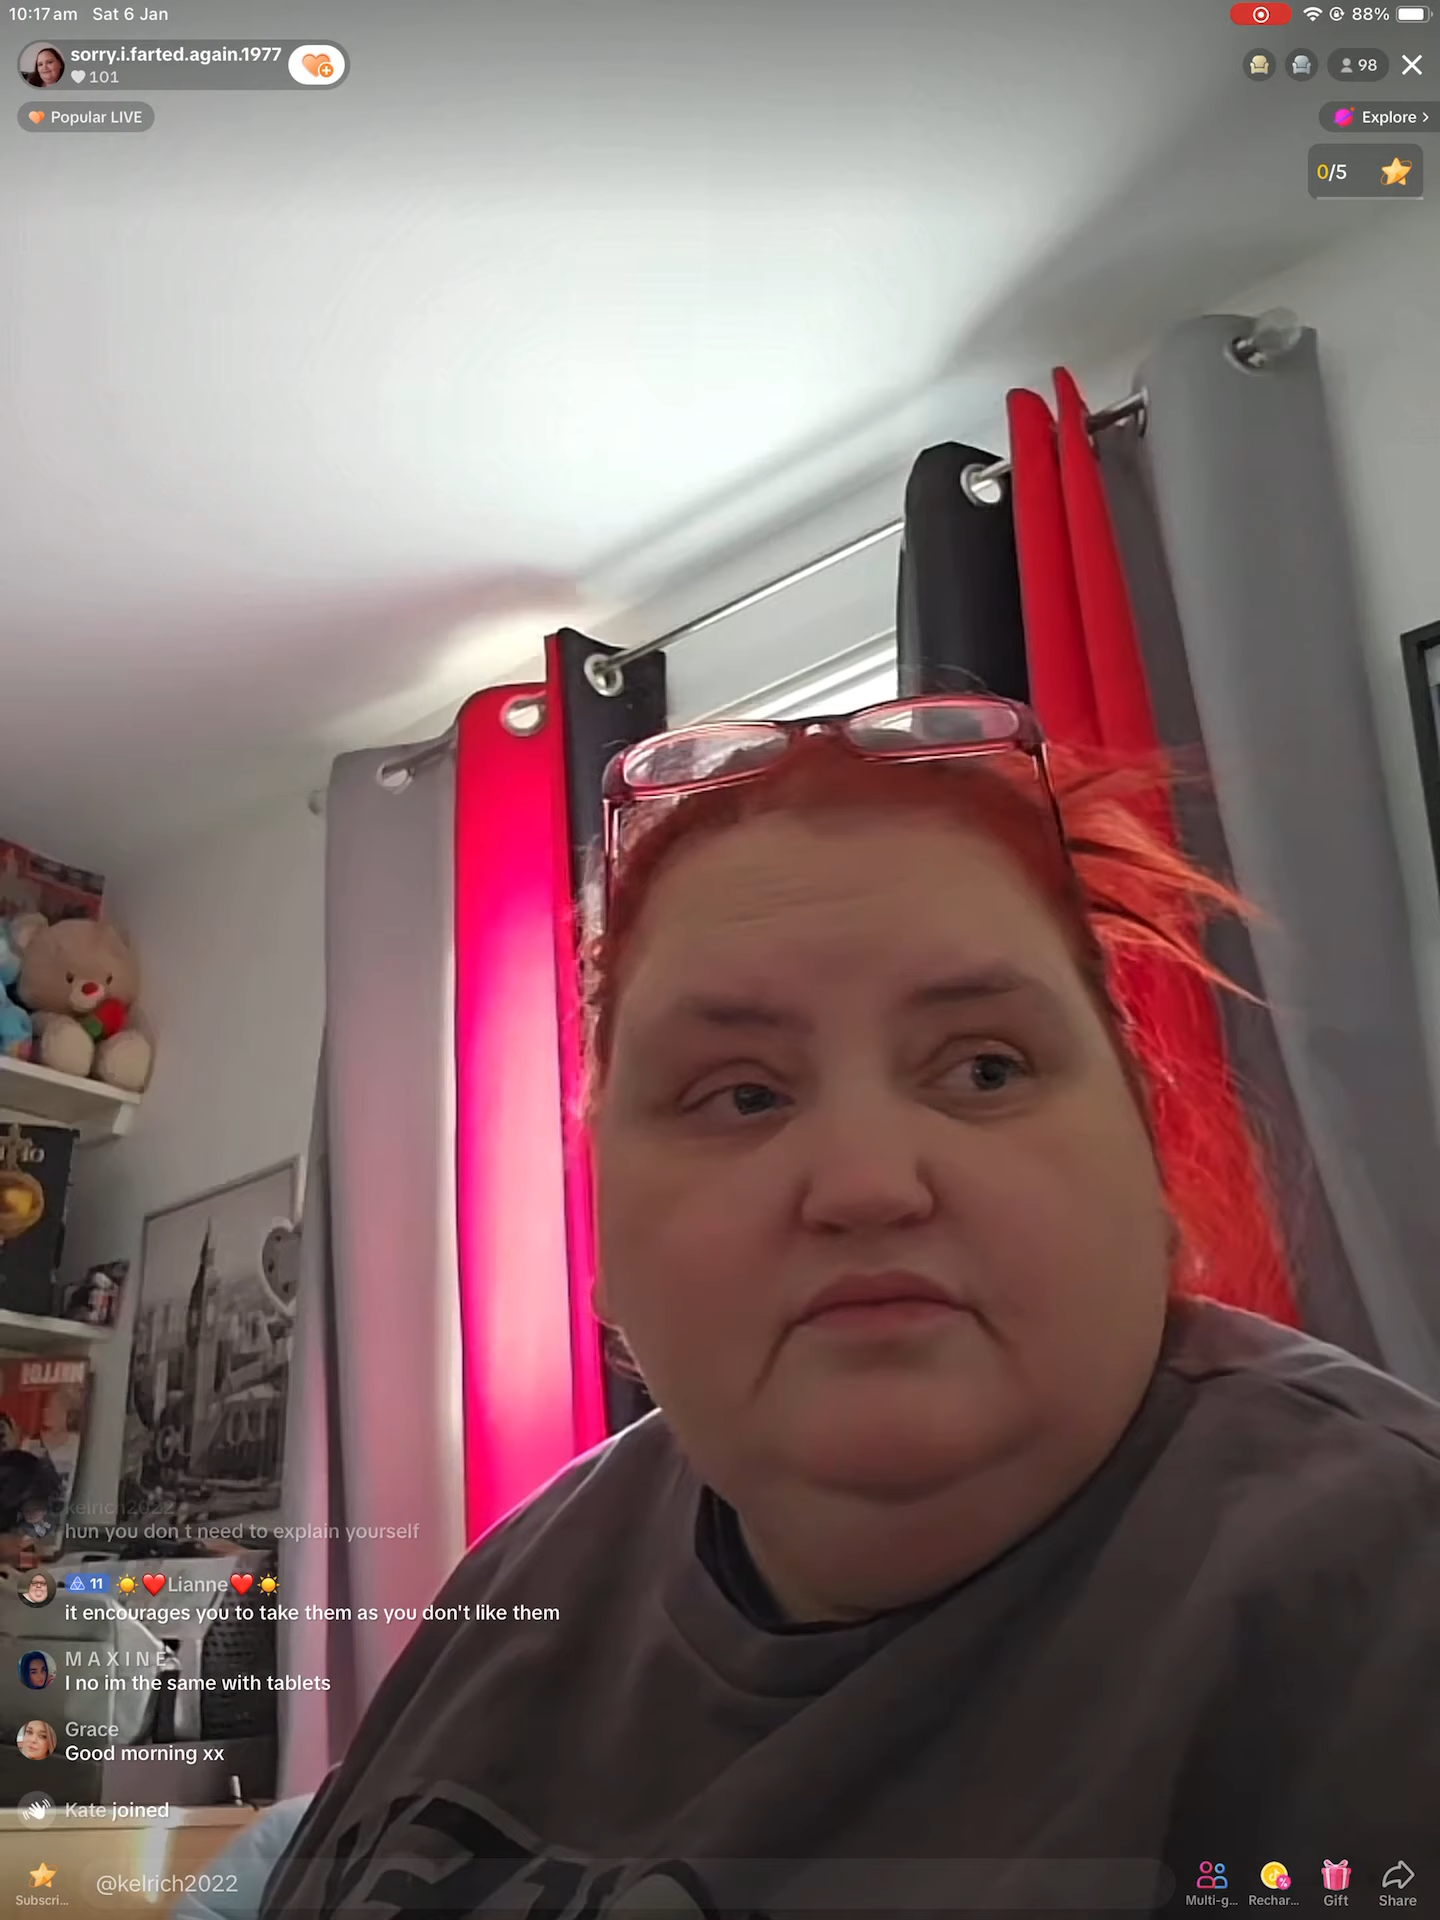 10:17 am Sat 6 Jan
88%
sorry.i.farted.again.1977
101
98
Popular LIVE
Explore >
0/5
kelrich2022
hun you don t need to explain yourself
11 ☀️❤️Lianne❤️☀️
it encourages you to take them as you don't like them
M A X I N E
I no im the same with tablets
Grace
Good morning xx
Kate joined
Subscri...
@kelrich2022
Multi-g...
Rechar...
Gift
Share